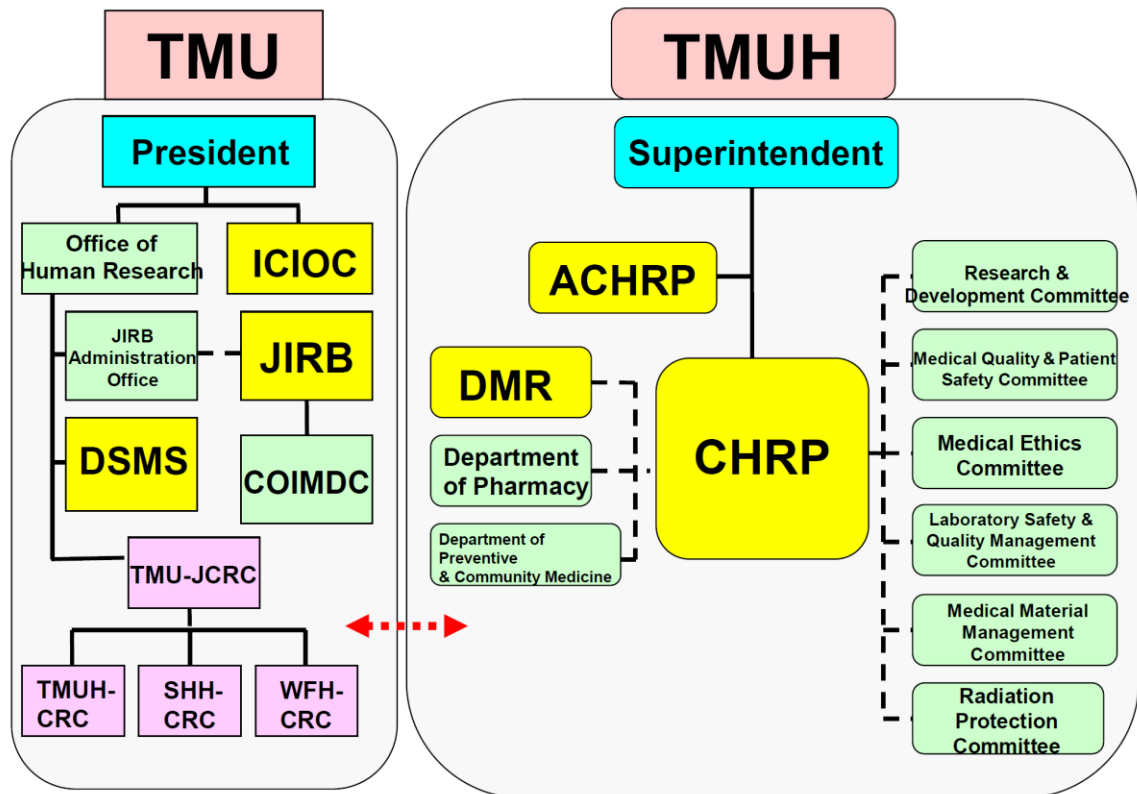 TMU
President
Office of
Human Research
ICIOC
JIRB
Administration
Office
JIRB
DSMS
COIMDC
TMU-JCRC
TMUH-
CRC
SHH-
CRC
WFH-
CRC
TMUH
Superintendent
ACHRP
DMR
Department
of Pharmacy
Department of
Preventive
& Community Medicine
CHRP
Research &
Development Committee
Medical Quality & Patient
Safety Committee
Medical Ethics
Committee
Laboratory Safety &
Quality Management
Committee
Medical Material
Management
Committee
Radiation
Protection
Committee